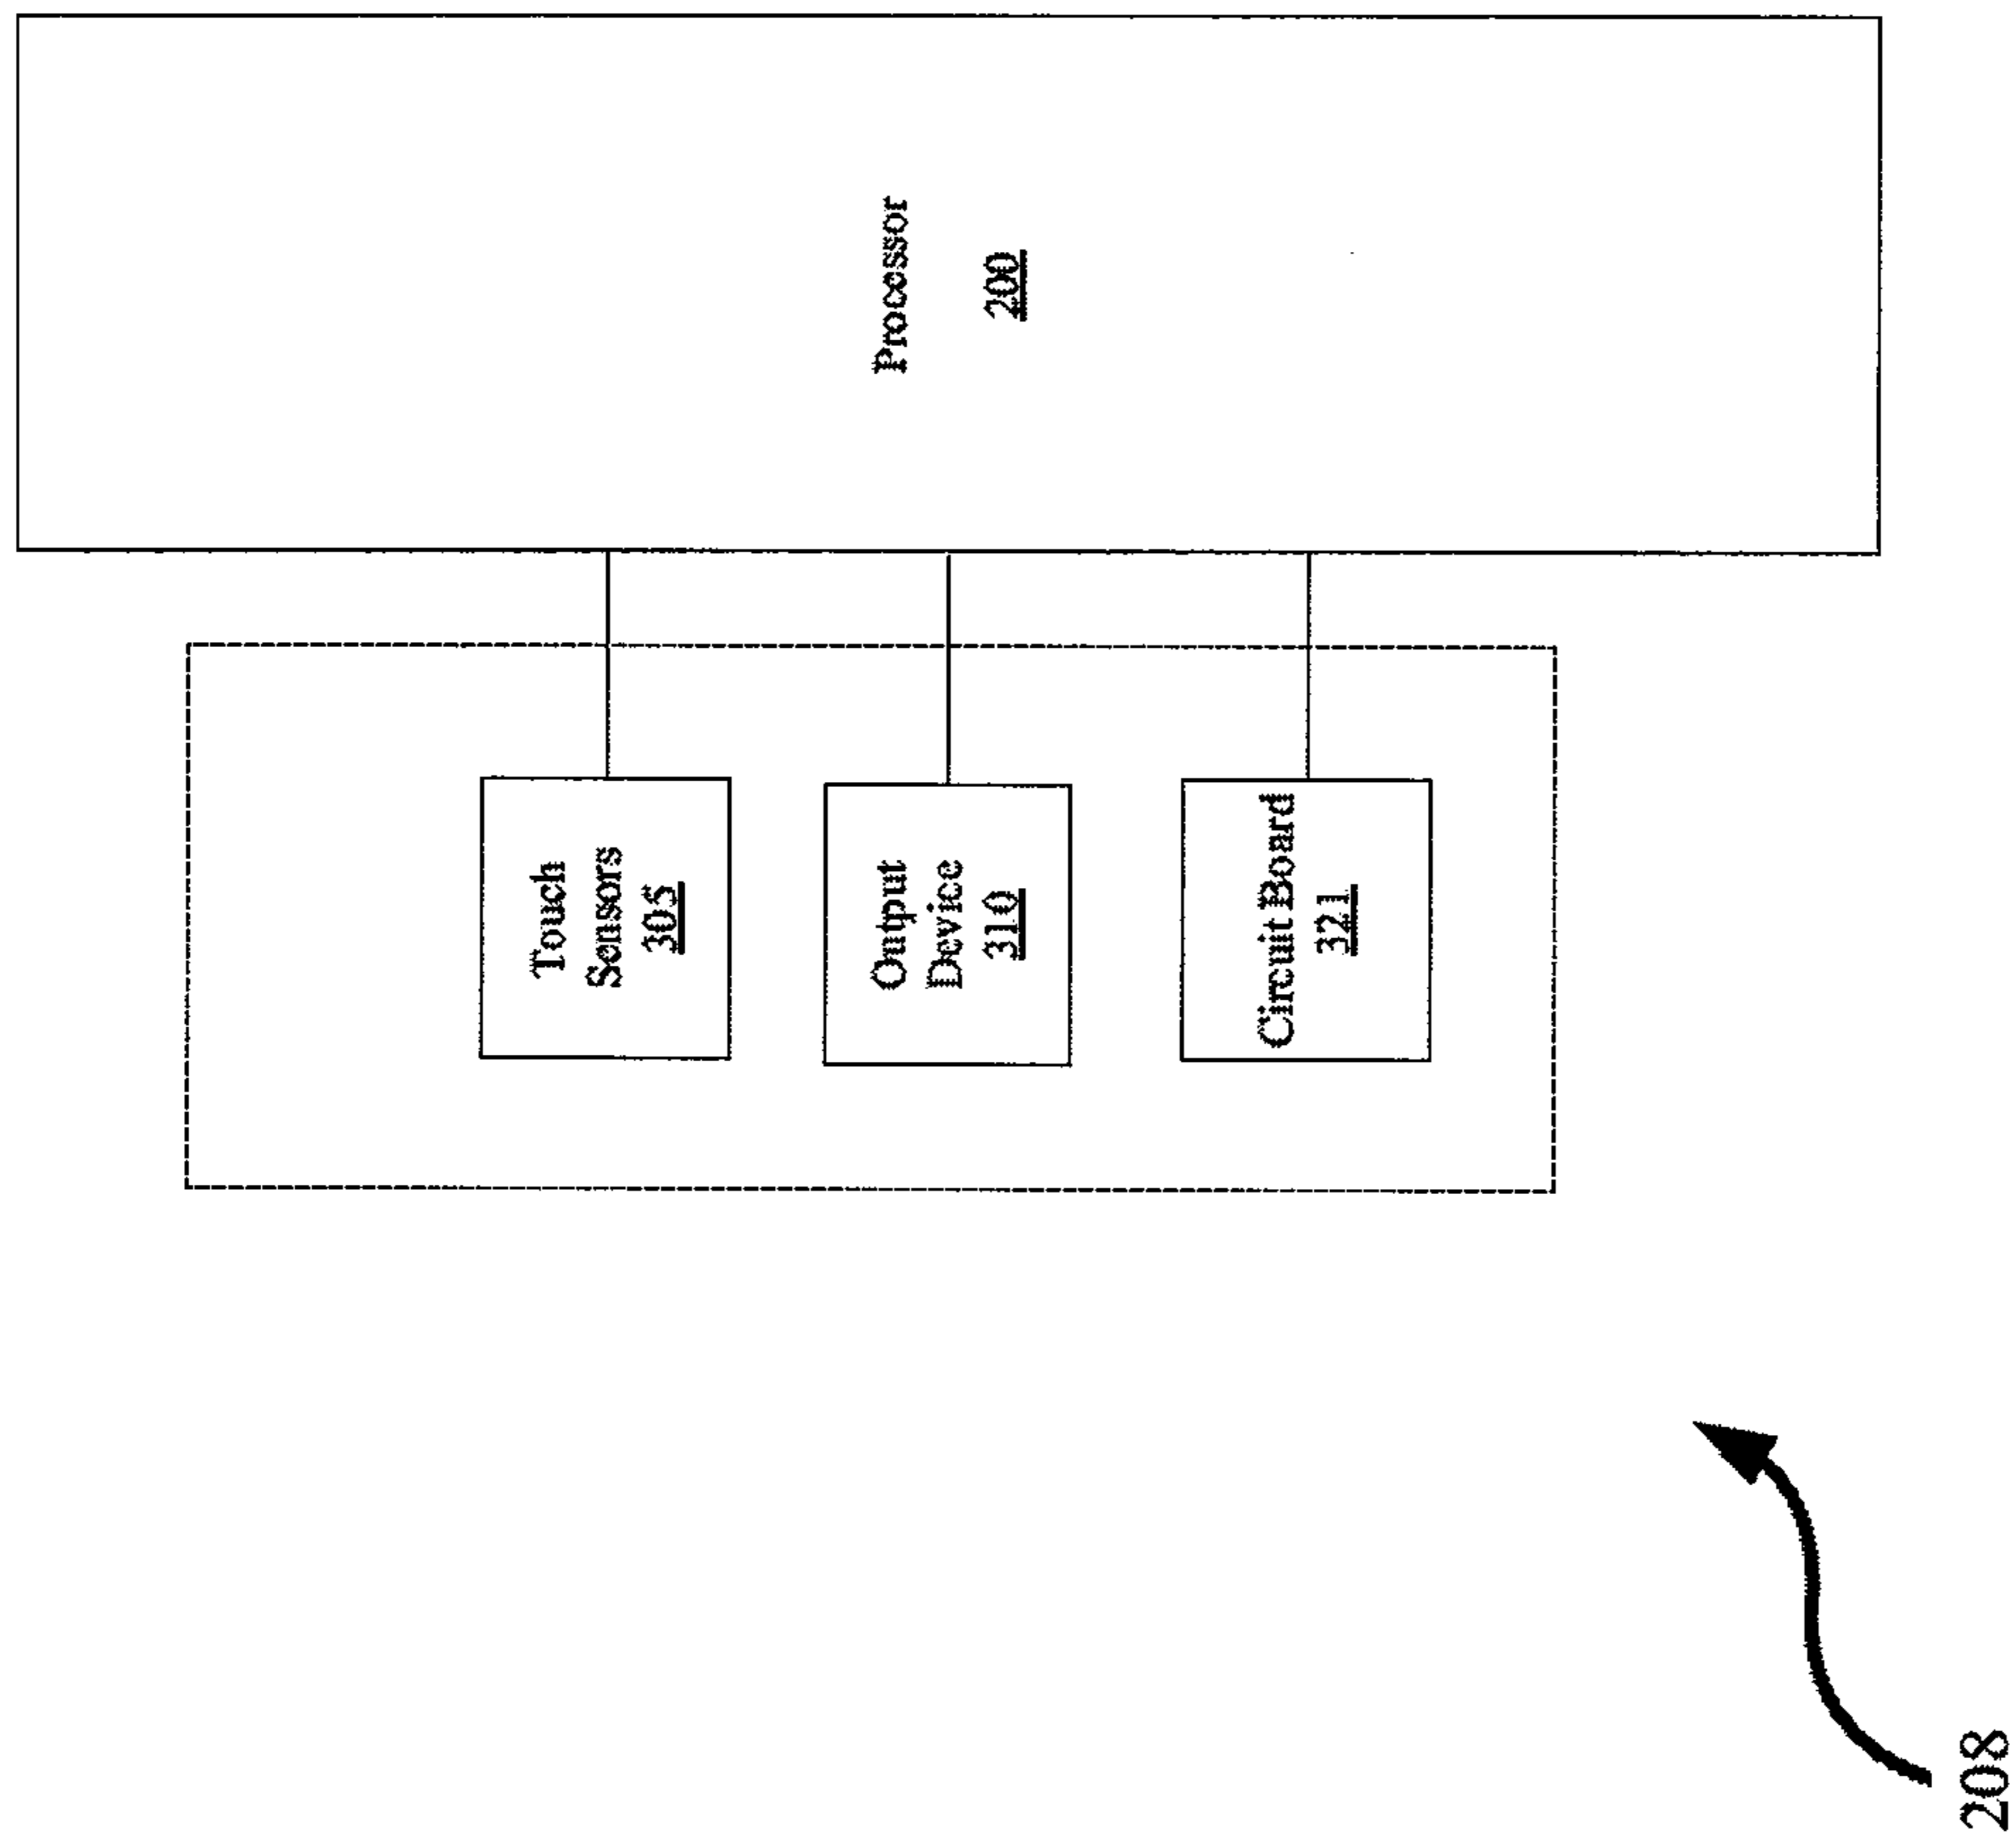 Processor
200
Touch
Sensors
305
Output
Device
310
Circuit Board
321
208